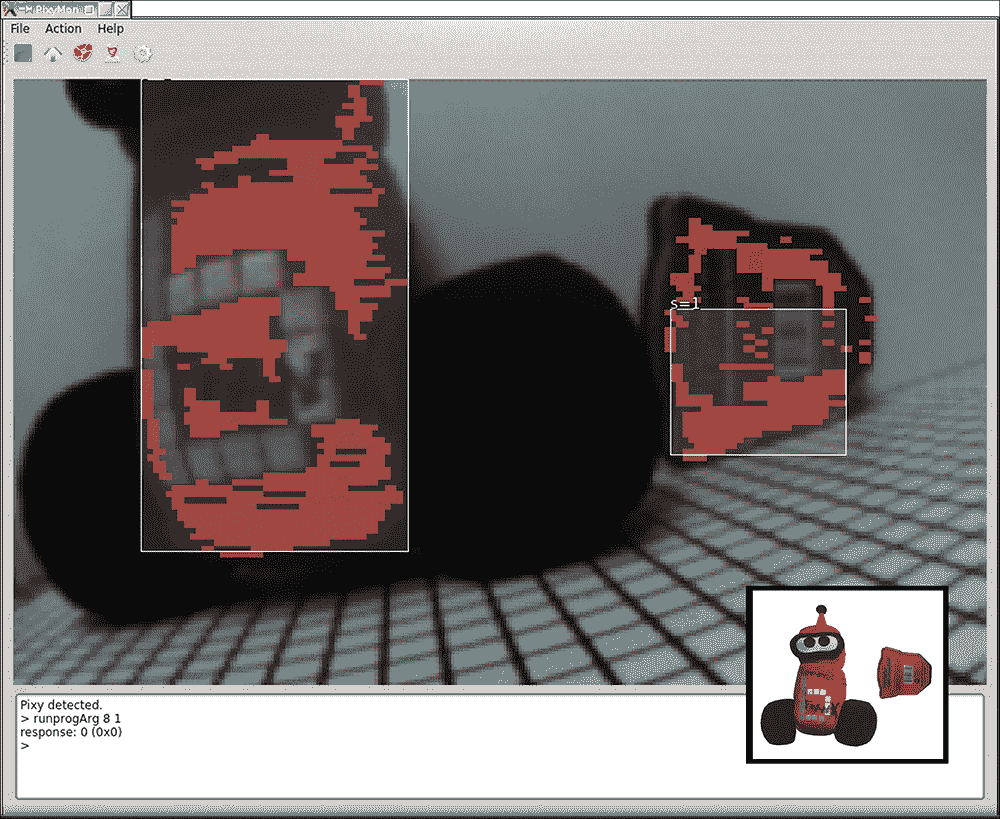 PixyMon
File Action Help
s=1
Pixy detected.
> runprogArg 8 1
response: 0 (0x0)
>